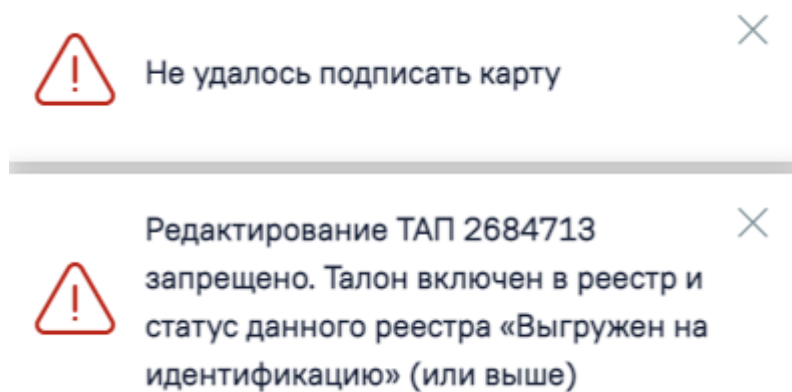 Не удалось подписать карту
Редактирование ТАП 2684713
запрещено. Талон включен в реестр и
статус данного реестра «Выгружен на
идентификацию» (или выше)